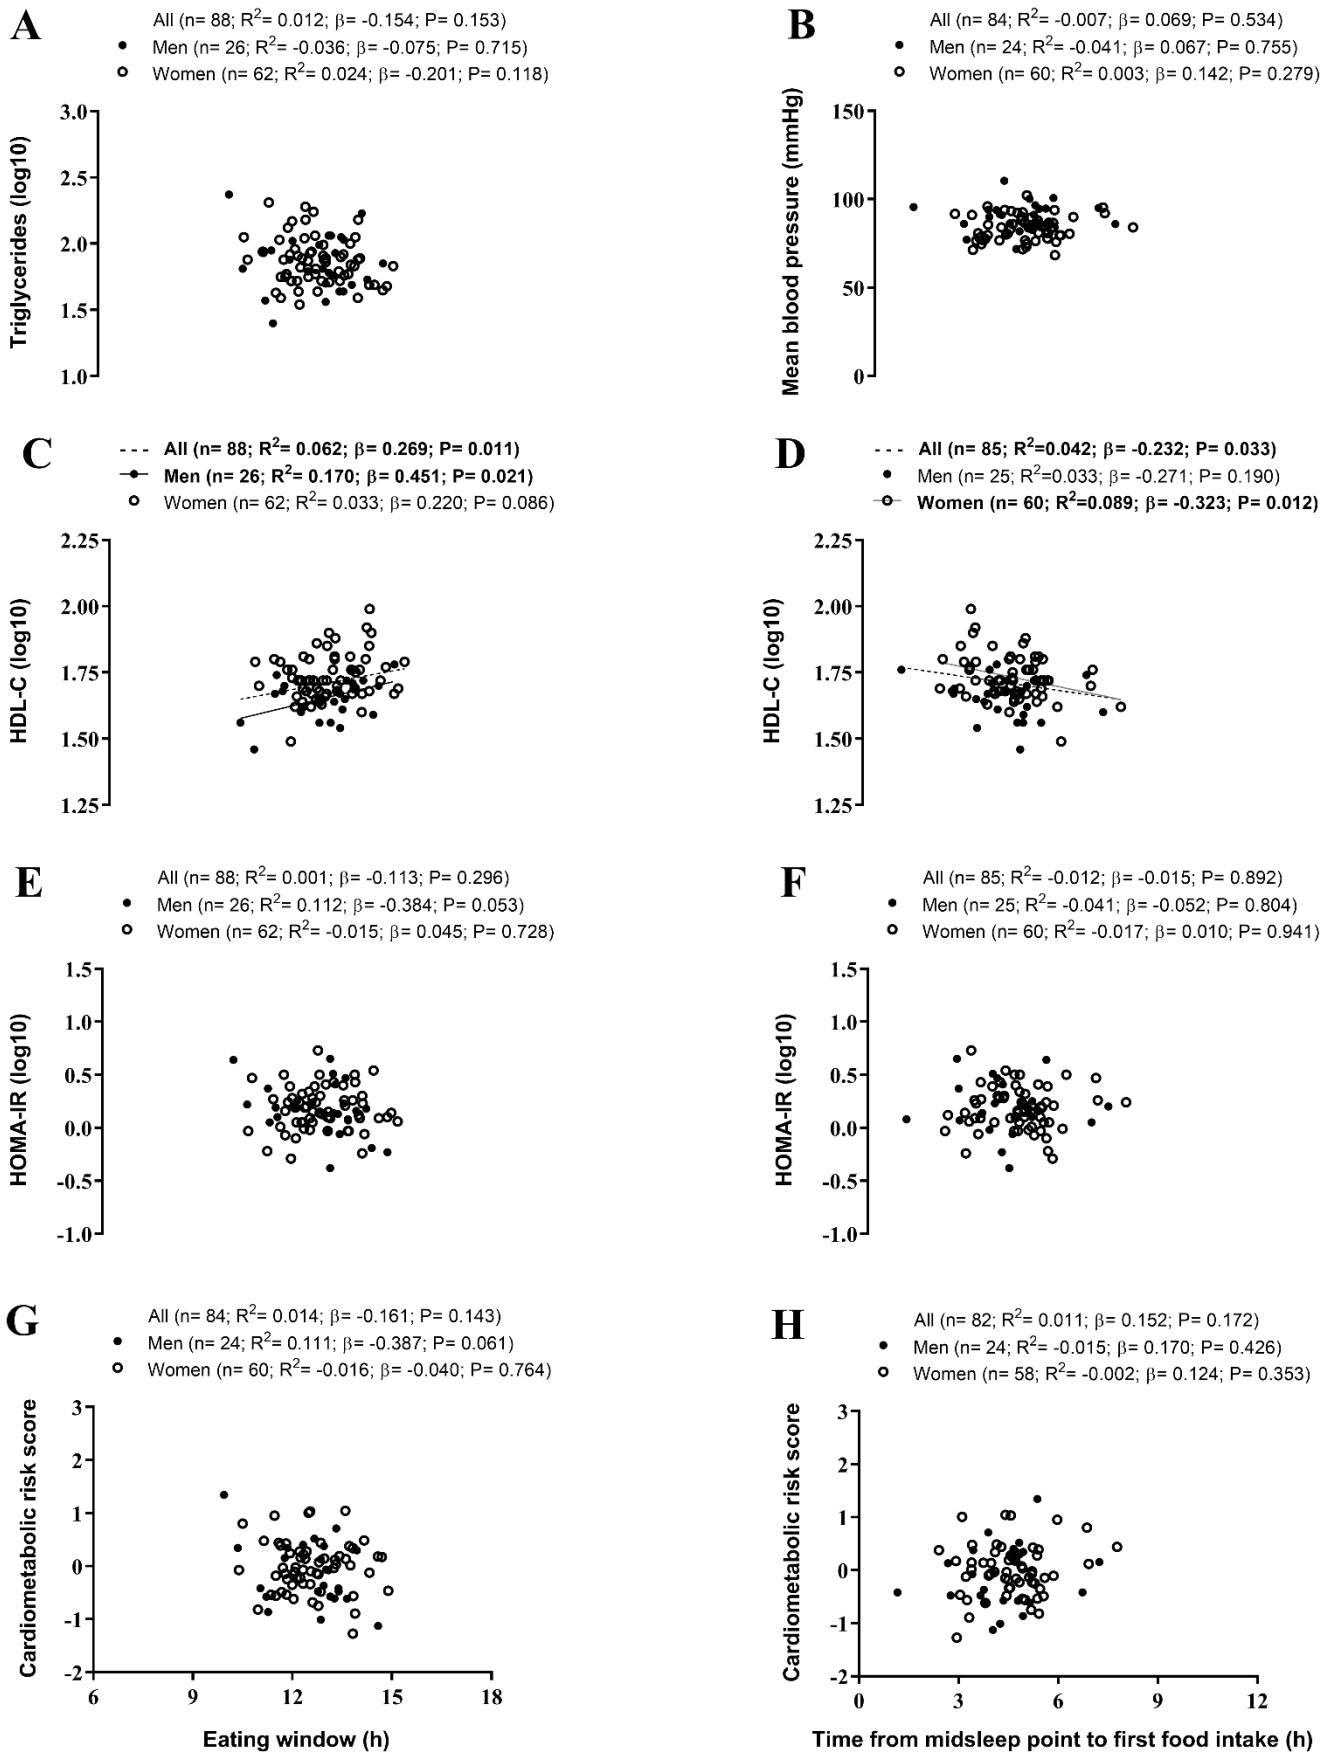 A
All (n= 88; R²= 0.012; β= -0.154; P= 0.153)
Men (n= 26; R²= -0.036; β= -0.075; P= 0.715)
Women (n= 62; R²= 0.024; β= -0.201; P= 0.118)
Triglycerides (log10)
3.0
2.5
2.0
1.5
1.0
B
All (n= 84; R²= -0.007; β= 0.069; P= 0.534)
Men (n= 24; R²= -0.041; β= 0.067; P= 0.755)
Women (n= 60; R²= 0.003; β= 0.142; P= 0.279)
Mean blood pressure (mmHg)
150
100
50
0
C
All (n= 88; R²= 0.062; β= 0.269; P= 0.011)
Men (n= 26; R²= 0.170; β= 0.451; P= 0.021)
Women (n= 62; R²= 0.033; β= 0.220; P= 0.086)
HDL-C (log10)
2.25
2.00
1.75
1.50
1.25
D
All (n= 85; R²=0.042; β= -0.232; P= 0.033)
Men (n= 25; R²=0.033; β= -0.271; P= 0.190)
Women (n= 60; R²=0.089; β= -0.323; P= 0.012)
HDL-C (log10)
2.25
2.00
1.75
1.50
1.25
E
All (n= 88; R²= 0.001; β= -0.113; P= 0.296)
Men (n= 26; R²= 0.112; β= -0.384; P= 0.053)
Women (n= 62; R²= -0.015; β= 0.045; P= 0.728)
HOMA-IR (log10)
1.5
1.0
0.5
0.0
-0.5
-1.0
F
All (n= 85; R²= -0.012; β= -0.015; P= 0.892)
Men (n= 25; R²= -0.041; β= -0.052; P= 0.804)
Women (n= 60; R²= -0.017; β= 0.010; P= 0.941)
HOMA-IR (log10)
1.5
1.0
0.5
0.0
-0.5
-1.0
G
All (n= 84; R²= 0.014; β= -0.161; P= 0.143)
Men (n= 24; R²= 0.111; β= -0.387; P= 0.061)
Women (n= 60; R²= -0.016; β= -0.040; P= 0.764)
Cardiometabolic risk score
3
2
1
0
-1
-2
6 9 12 15 18
Eating window (h)
H
All (n= 82; R²= 0.011; β= 0.152; P= 0.172)
Men (n= 24; R²= -0.015; β= 0.170; P= 0.426)
Women (n= 58; R²= -0.002; β= 0.124; P= 0.353)
Cardiometabolic risk score
3
2
1
0
-1
-2
0 3 6 9 12
Time from midsleep point to first food intake (h)